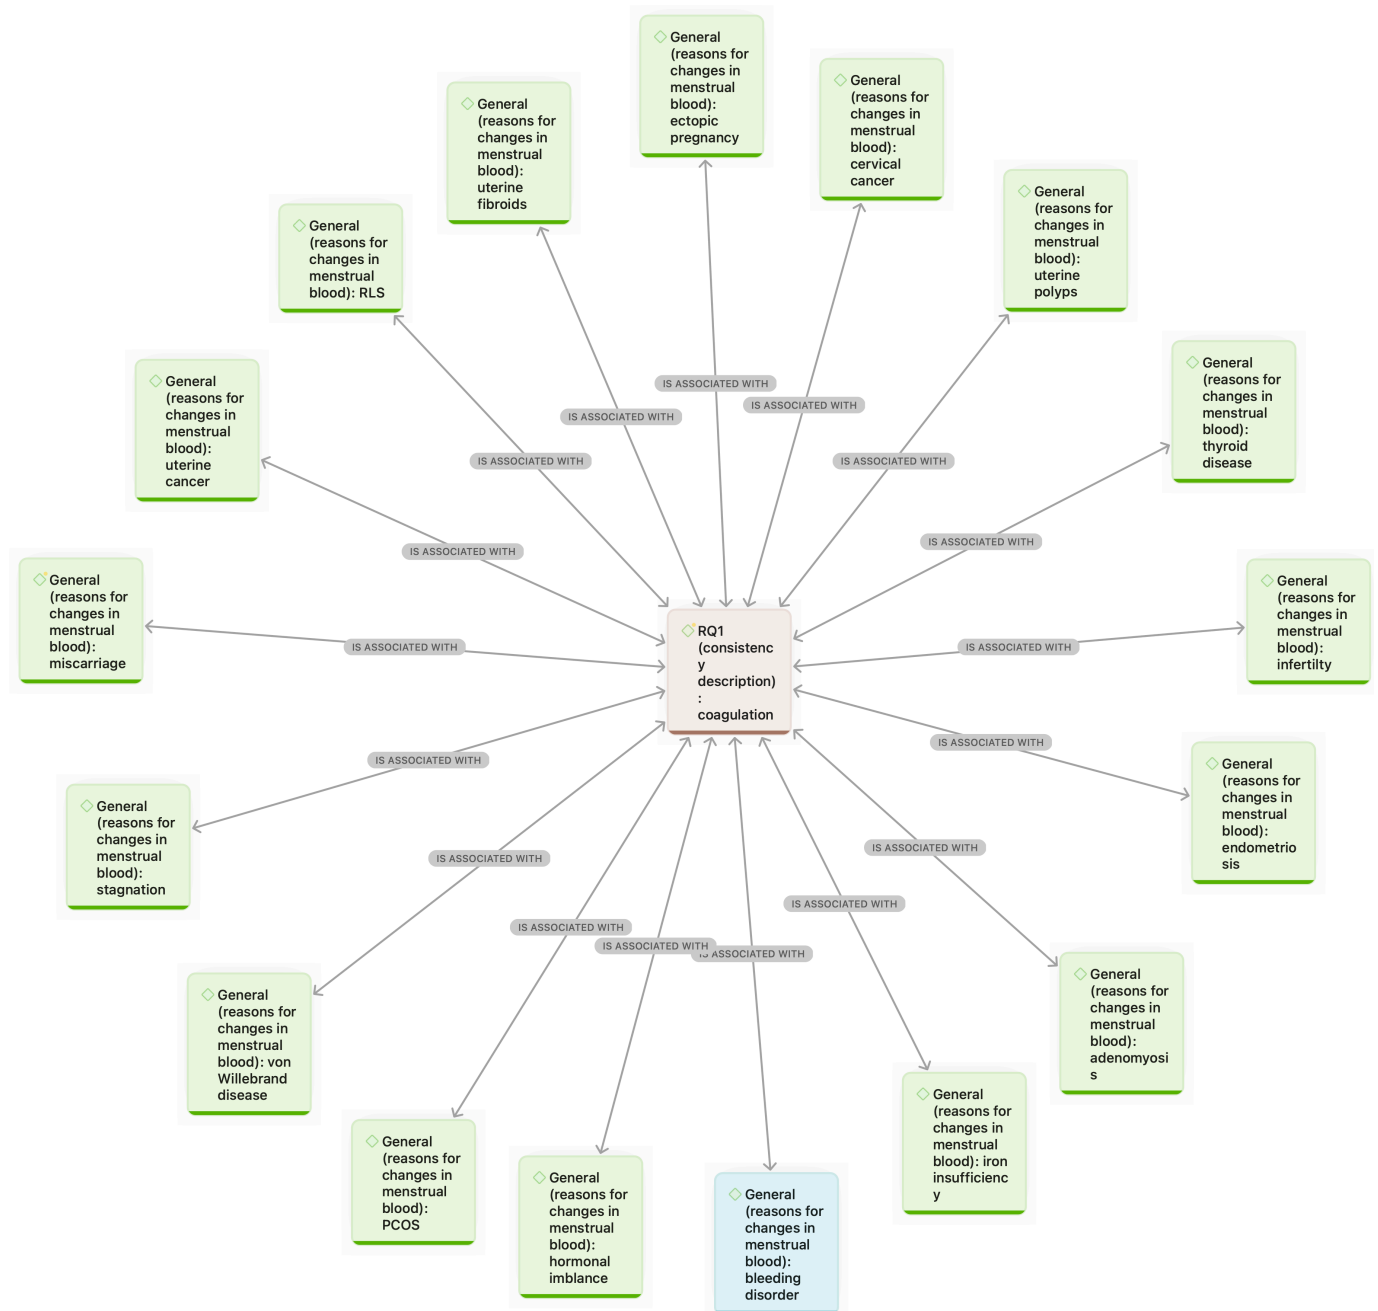 General
(reasons for
changes in
menstrual
blood):
ectopic
pregnancy
General
(reasons for
changes in
menstrual
blood):
cervical
cancer
General
(reasons for
changes in
menstrual
blood):
uterine
fibroids
General
(reasons for
changes in
menstrual
blood):
uterine
polyps
General
(reasons for
changes in
menstrual
blood): RLS
General
(reasons for
changes in
menstrual
blood):
thyroid
disease
General
(reasons for
changes in
menstrual
blood):
uterine
cancer
IS ASSOCIATED WITH
IS ASSOCIATED WITH
IS ASSOCIATED WITH
IS ASSOCIATED WITH
IS ASSOCIATED WITH
IS ASSOCIATED WITH
IS ASSOCIATED WITH
General
(reasons for
changes in
menstrual
blood):
miscarriage
General
(reasons for
changes in
menstrual
blood):
infertilty
IS ASSOCIATED WITH
IS ASSOCIATED WITH
RQ1
(consistenc
y
description)
:
coagulation
IS ASSOCIATED WITH
IS ASSOCIATED WITH
General
(reasons for
changes in
menstrual
blood):
endometrio
sis
General
(reasons for
changes in
menstrual
blood):
stagnation
IS ASSOCIATED WITH
IS ASSOCIATED WITH
IS ASSOCIATED WITH
IS ASSOCIATED WITH
IS ASSOCIATED WITH
IS ASSOCIATED WITH
General
(reasons for
changes in
menstrual
blood):
adenomyosi
s
General
(reasons for
changes in
menstrual
blood): von
Willebrand
disease
General
(reasons for
changes in
menstrual
blood): iron
insufficienc
y
General
(reasons for
changes in
menstrual
blood):
PCOS
General
(reasons for
changes in
menstrual
blood):
hormonal
imblance
General
(reasons for
changes in
menstrual
blood):
bleeding
disorder